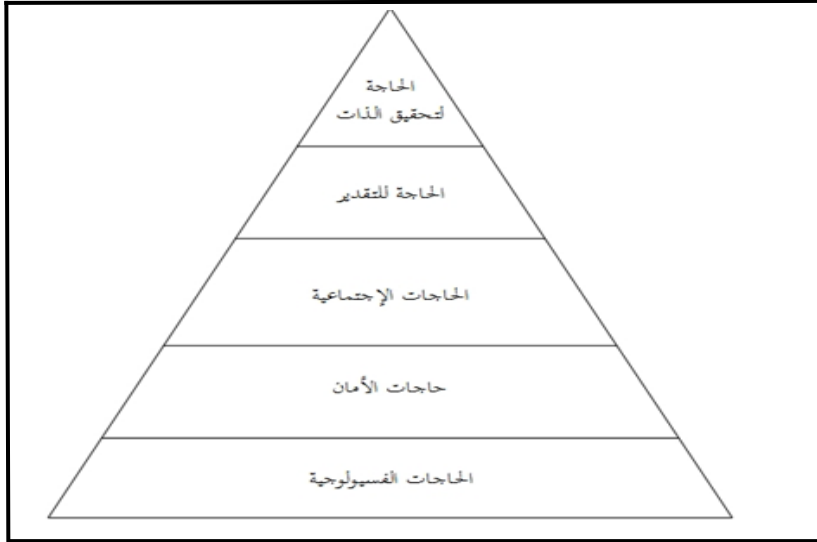 الحاجة
لتحقيق الذات
الحاجة للتقدير
الحاجات الإجتماعية
حاجات الأمان
الحاجات الفسيولوجية